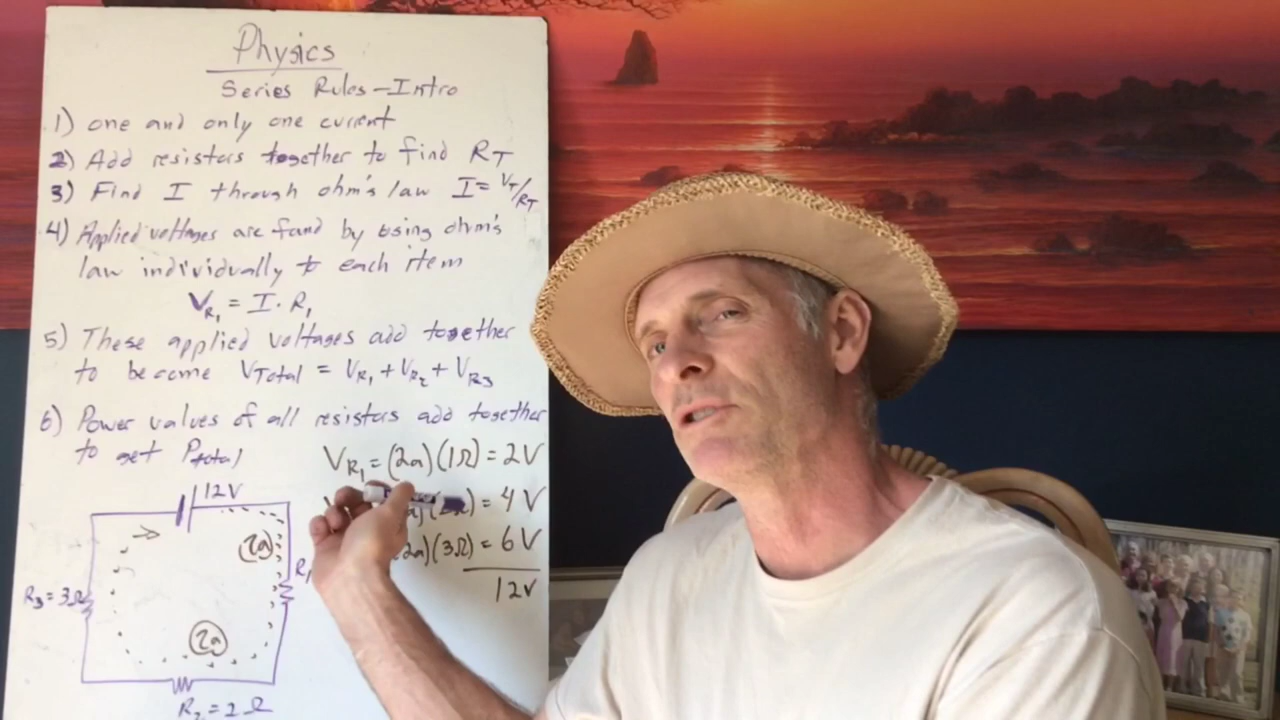 Physics
Series Rules - Intro
1) one and only one current
2) Add resistors together to find RT
3) Find I through ohm's law I = VT/RT
4) Applied voltages are found by using ohm's
law individually to each item
VR1 = I · R1
5) These applied voltages add together
to become VTotal = VR1 + VR2 + VR3
6) Power values of all resistors add together
to get Ptotal
VR1 = (2a)(1Ω) = 2V
= 4V
2a)(3Ω) = 6V
12V
12V
2a
R3 = 3Ω
2a
R2 = 2Ω